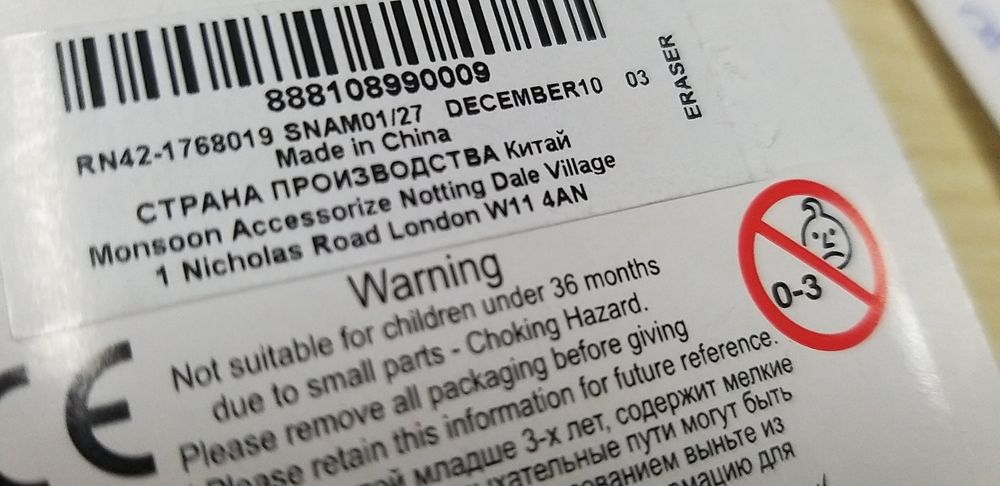 888108990009
RN42-1768019 SNAM01/27 DECEMBER10 03
ERASER
Made in China
СТРАНА ПРОИЗВОДСТВА Китай
Monsoon Accessorize Notting Dale Village
1 Nicholas Road London W11 4AN
Warning
Not suitable for children under 36 months
due to small parts - Choking Hazard.
Please remove all packaging before giving
Please retain this information for future reference.
младше 3-х лет, содержит мелкие
пути могут быть
выньте из
для
0-3
CE